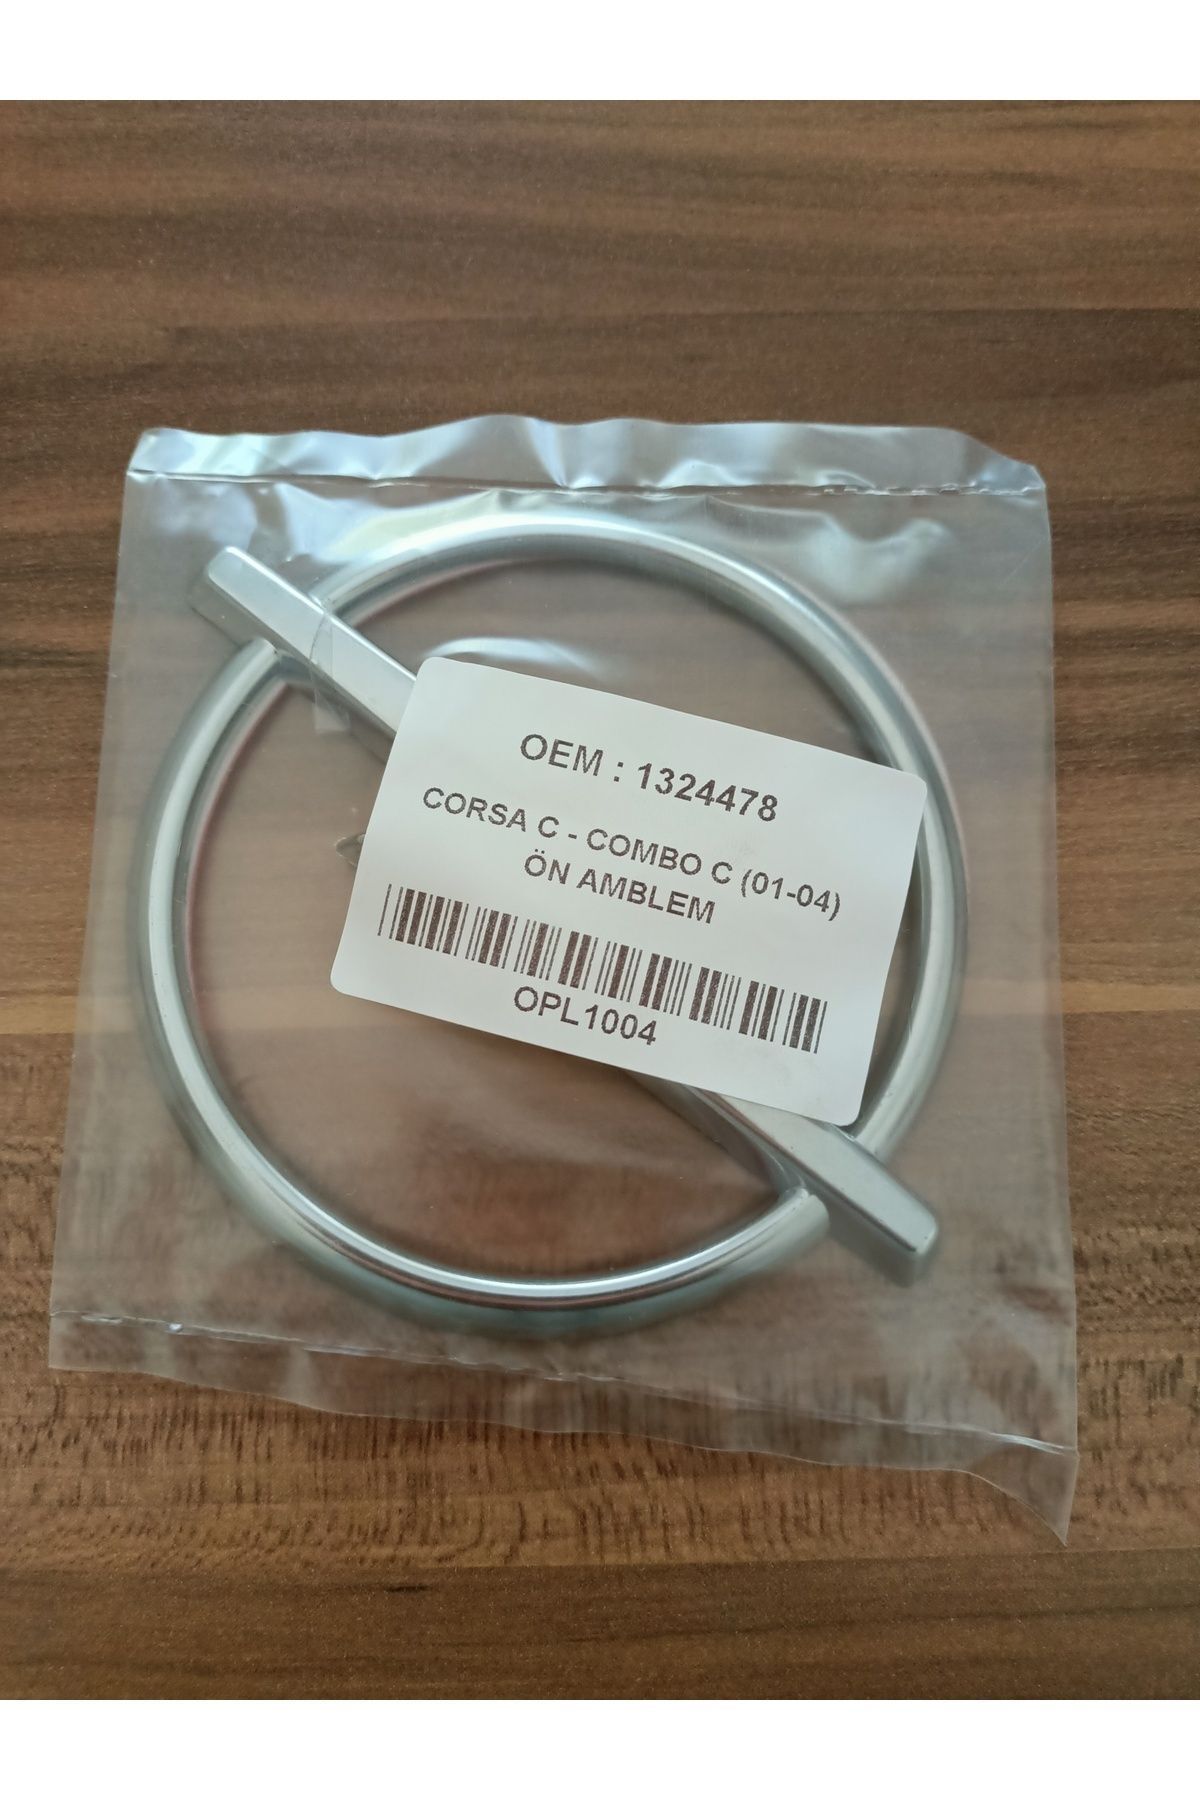 OEM : 1324478
CORSA C - COMBO C (01-04)
ÖN AMBLEM
OPL1004